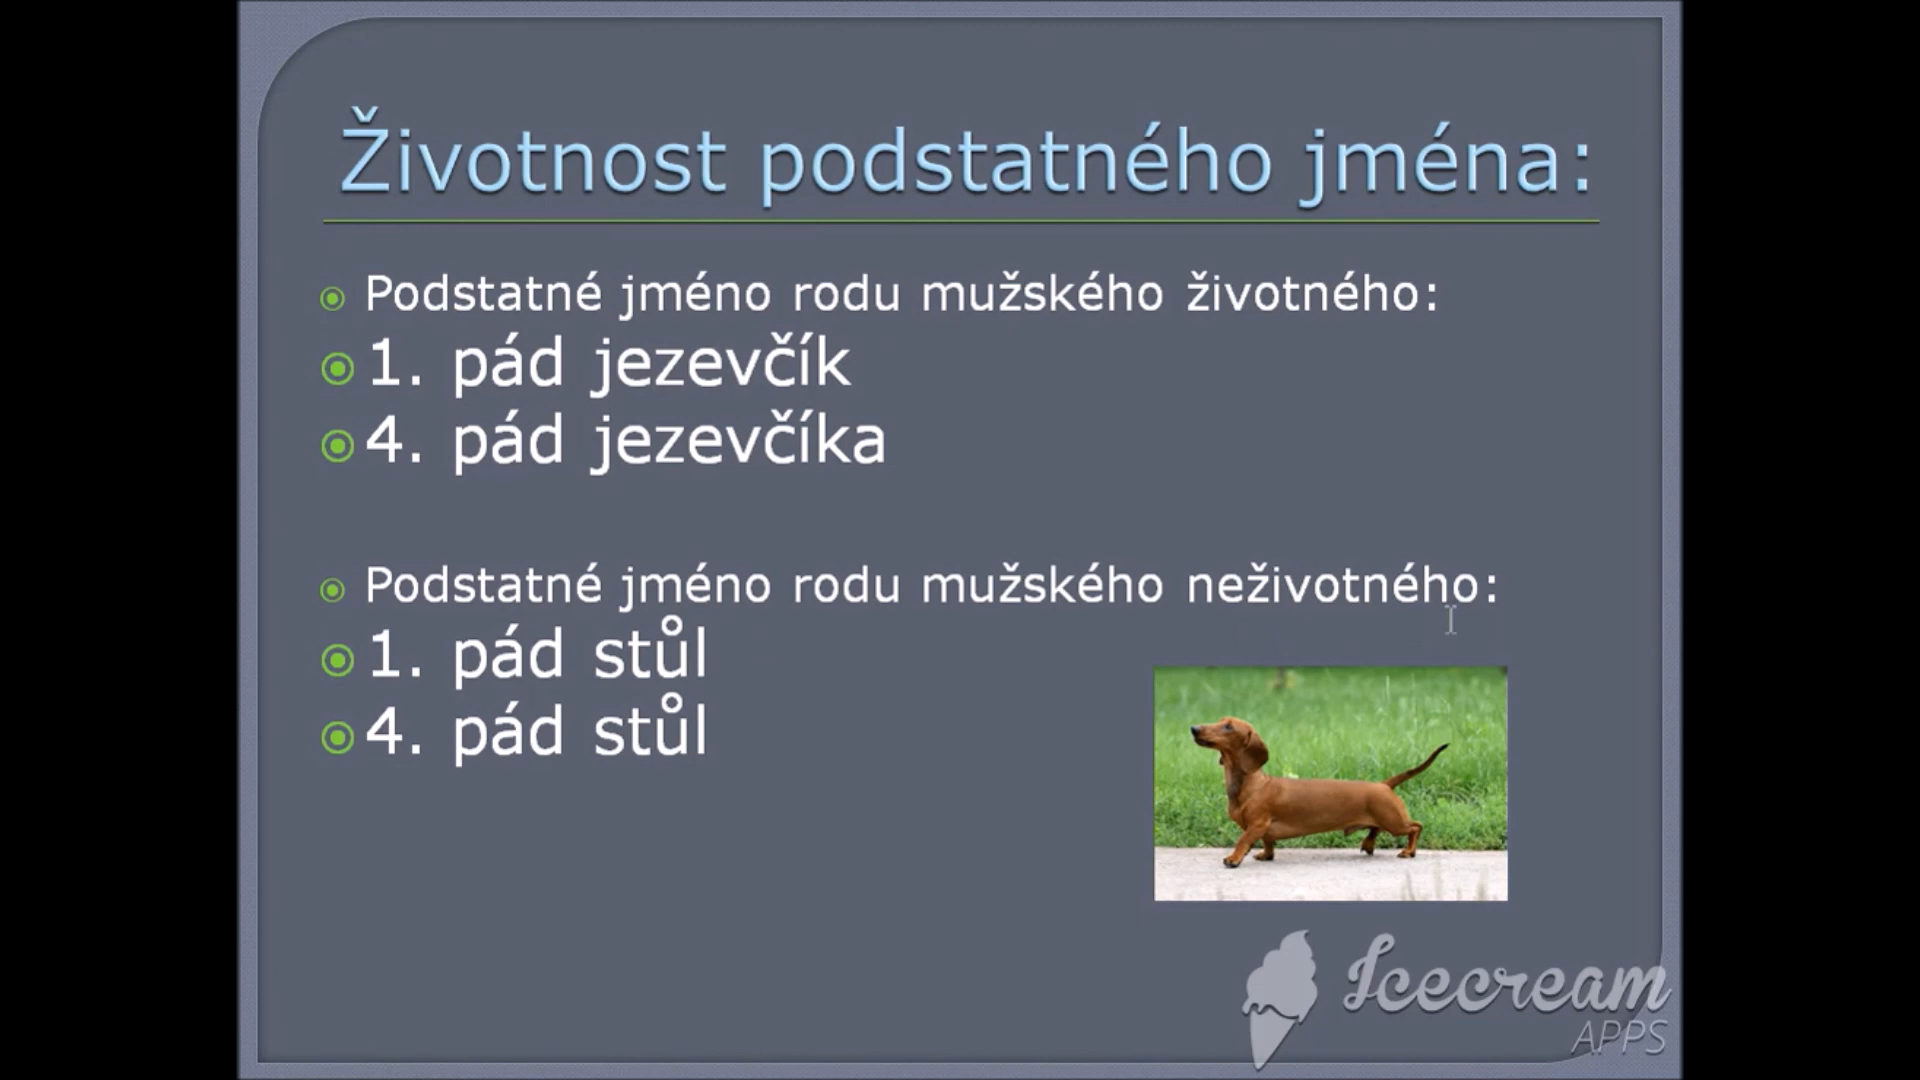 Životnost podstatného jména:
Podstatné jméno rodu mužského životného:
1. pád jezevčík
4. pád jezevčíka
Podstatné jméno rodu mužského neživotného:
1. pád stůl
4. pád stůl
Icecream
APPS